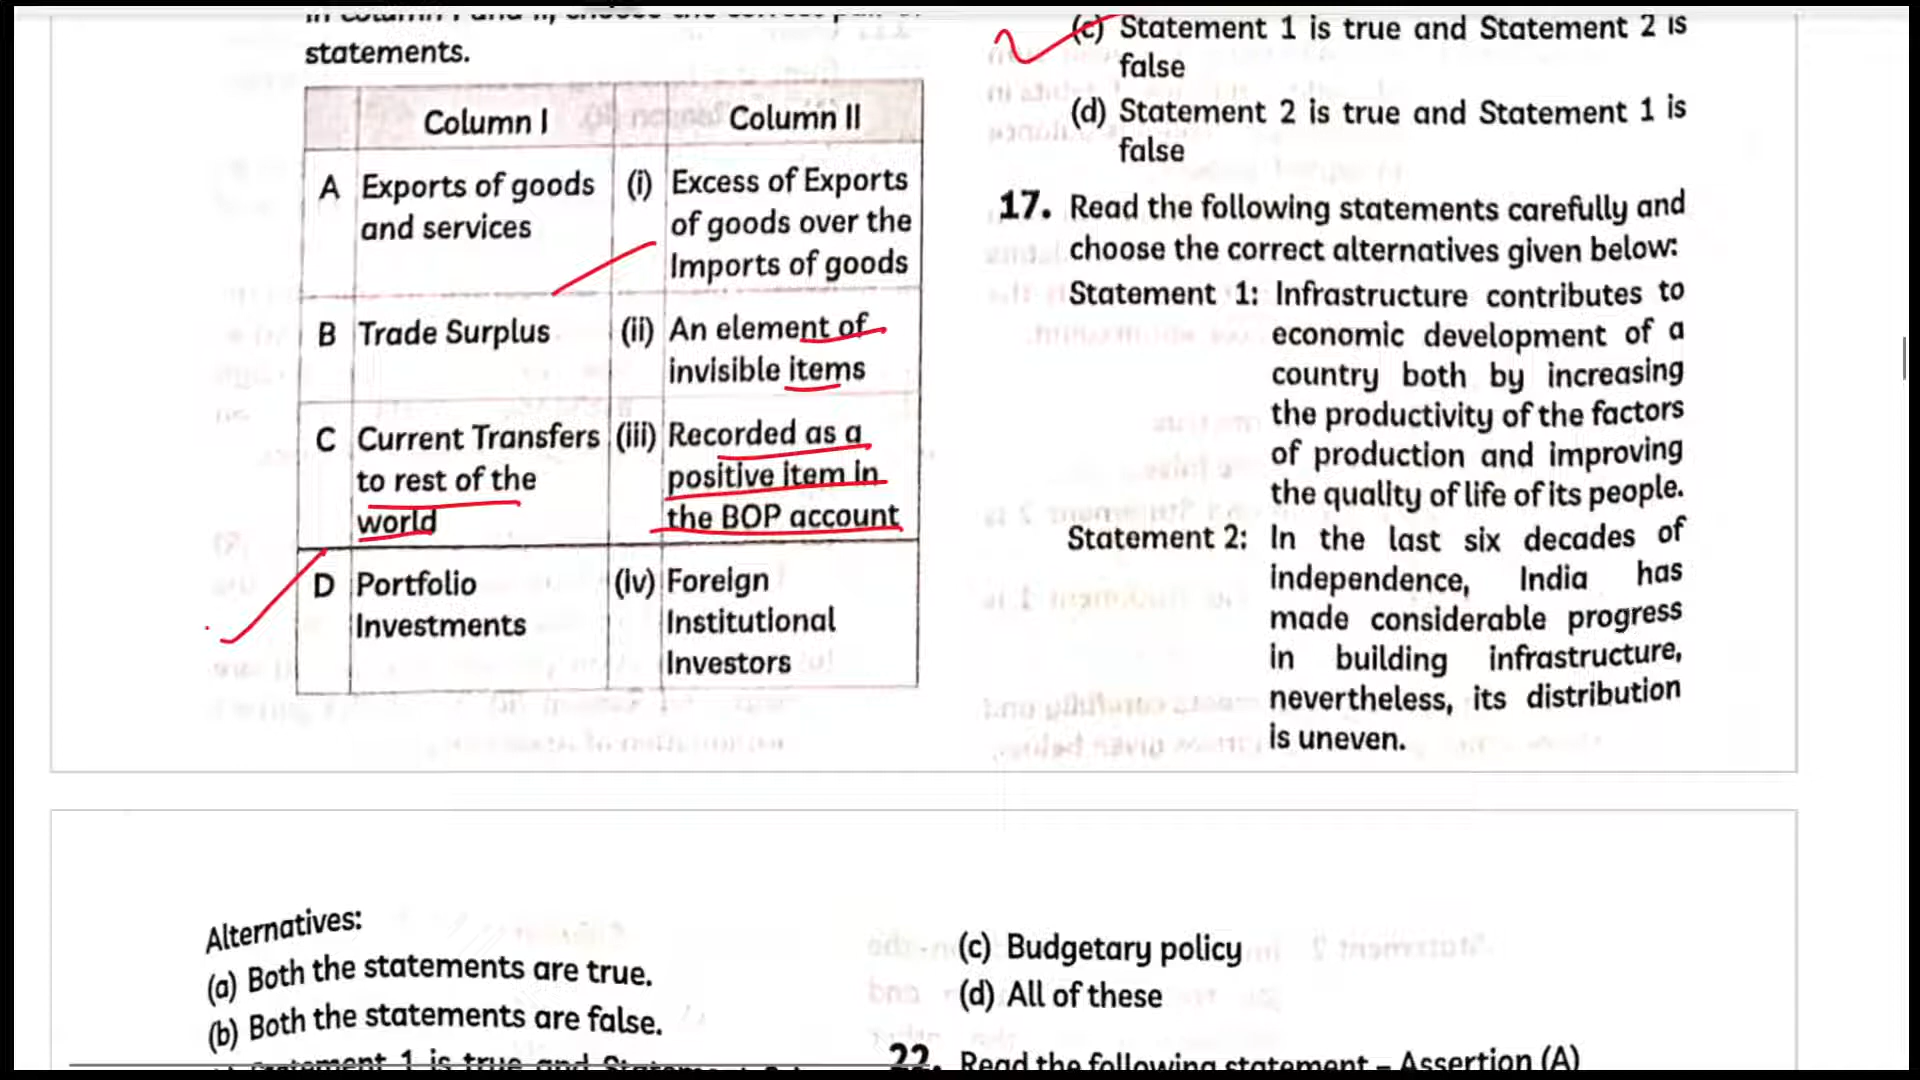 statements.
Column I Column II
A Exports of goods and services (i) Excess of Exports of goods over the Imports of goods
B Trade Surplus (ii) An element of invisible items
C Current Transfers to rest of the world (iii) Recorded as a positive item in the BOP account
D Portfolio Investments (iv) Foreign Institutional Investors
(c) Statement 1 is true and Statement 2 is
false
(d) Statement 2 is true and Statement 1 is
false
17. Read the following statements carefully and
choose the correct alternatives given below:
Statement 1: Infrastructure contributes to
economic development of a
country both by increasing
the productivity of the factors
of production and improving
the quality of life of its people.
Statement 2: In the last six decades of
independence, India has
made considerable progress
in building infrastructure,
nevertheless, its distribution
is uneven.
Alternatives:
(a) Both the statements are true.
(b) Both the statements are false.
(c) Budgetary policy
(d) All of these
22. Read the following statement – Assertion (A)